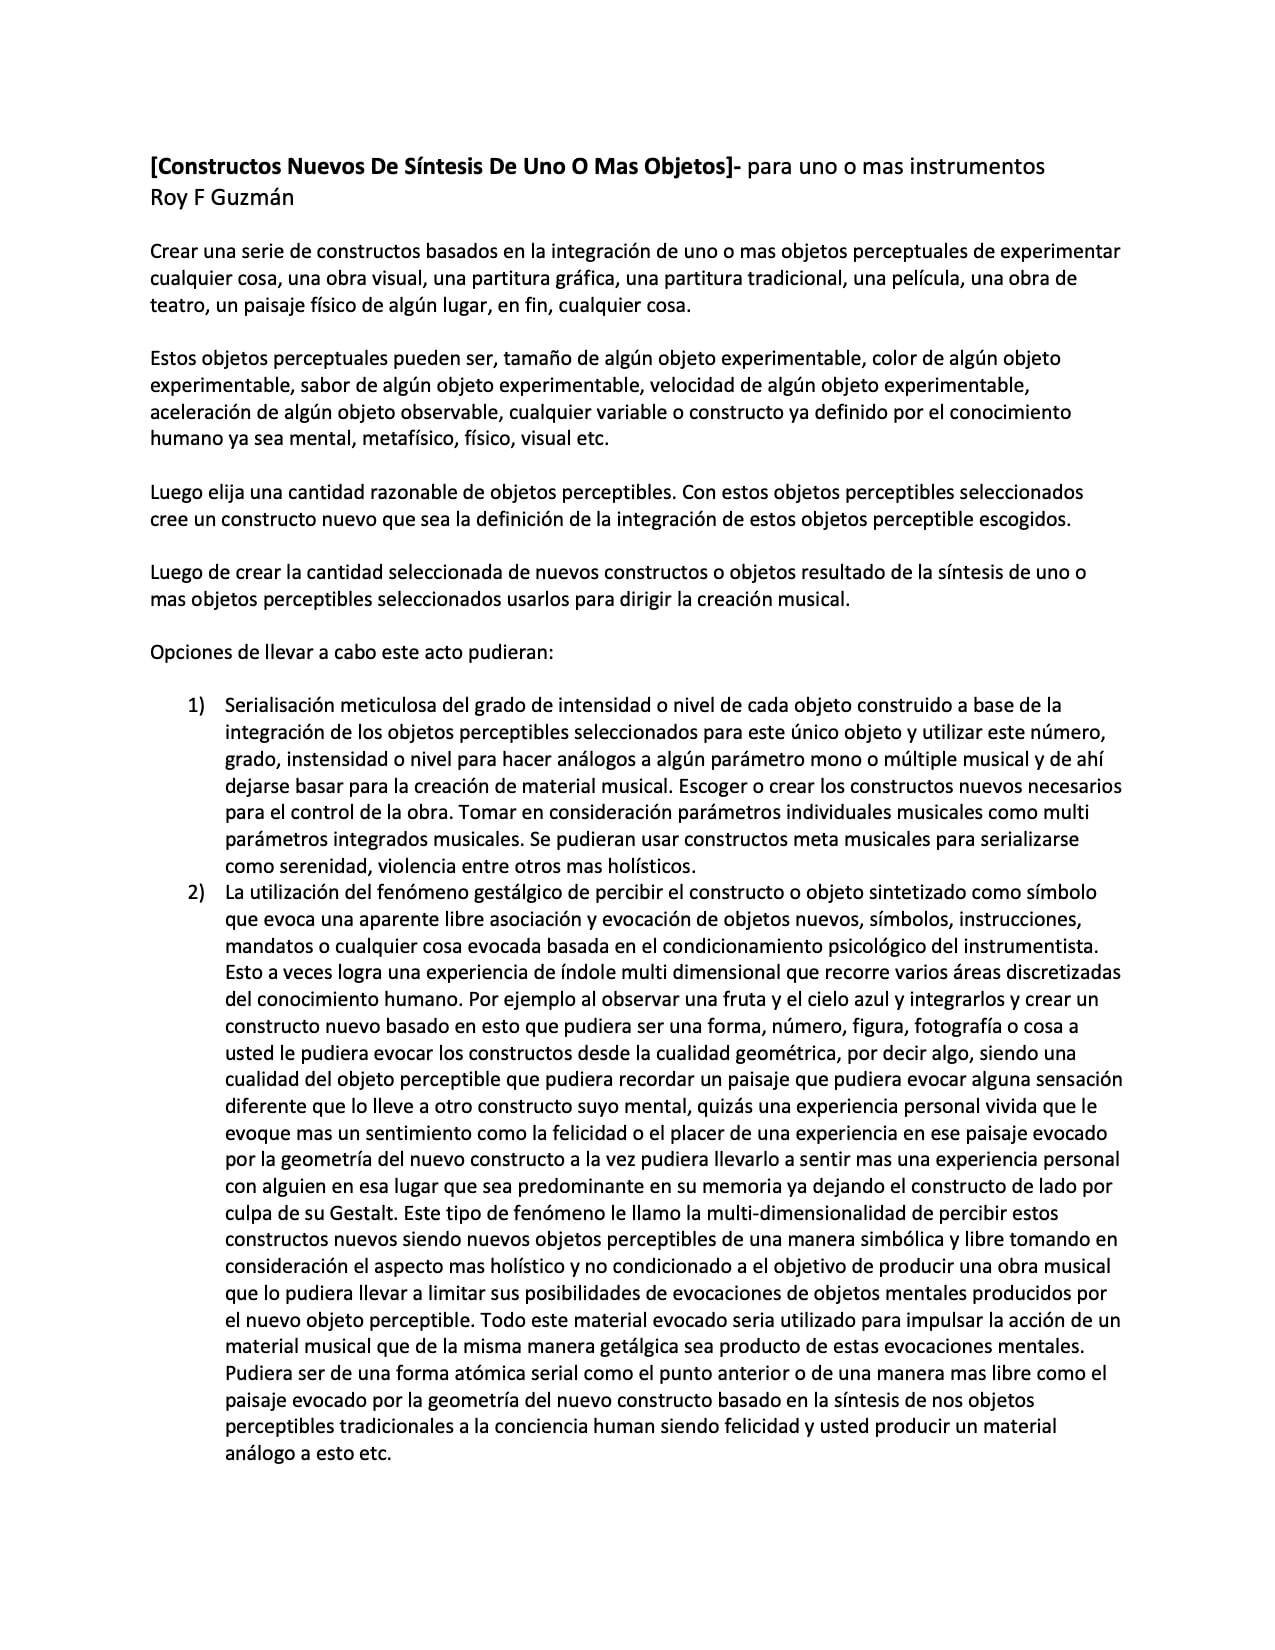 [Constructos Nuevos De Síntesis De Uno O Mas Objetos]- para uno o mas instrumentos
Roy F Guzmán
Crear una serie de constructos basados en la integración de uno o mas objetos perceptuales de experimentar
cualquier cosa, una obra visual, una partitura gráfica, una partitura tradicional, una película, una obra de
teatro, un paisaje físico de algún lugar, en fin, cualquier cosa.
Estos objetos perceptuales pueden ser, tamaño de algún objeto experimentable, color de algún objeto
experimentable, sabor de algún objeto experimentable, velocidad de algún objeto experimentable,
aceleración de algún objeto observable, cualquier variable o constructo ya definido por el conocimiento
humano ya sea mental, metafísico, físico, visual etc.
Luego elija una cantidad razonable de objetos perceptibles. Con estos objetos perceptibles seleccionados
cree un constructo nuevo que sea la definición de la integración de estos objetos perceptible escogidos.
Luego de crear la cantidad seleccionada de nuevos constructos o objetos resultado de la síntesis de uno o
mas objetos perceptibles seleccionados usarlos para dirigir la creación musical.
Opciones de llevar a cabo este acto pudieran:
1) Serialisación meticulosa del grado de intensidad o nivel de cada objeto construido a base de la
integración de los objetos perceptibles seleccionados para este único objeto y utilizar este número,
grado, instensidad o nivel para hacer análogos a algún parámetro mono o múltiple musical y de ahí
dejarse basar para la creación de material musical. Escoger o crear los constructos nuevos necesarios
para el control de la obra. Tomar en consideración parámetros individuales musicales como multi
parámetros integrados musicales. Se pudieran usar constructos meta musicales para serializarse
como serenidad, violencia entre otros mas holísticos.
2) La utilización del fenómeno gestálgico de percibir el constructo o objeto sintetizado como símbolo
que evoca una aparente libre asociación y evocación de objetos nuevos, símbolos, instrucciones,
mandatos o cualquier cosa evocada basada en el condicionamiento psicológico del instrumentista.
Esto a veces logra una experiencia de índole multi dimensional que recorre varios áreas discretizadas
del conocimiento humano. Por ejemplo al observar una fruta y el cielo azul y integrarlos y crear un
constructo nuevo basado en esto que pudiera ser una forma, número, figura, fotografía o cosa a
usted le pudiera evocar los constructos desde la cualidad geométrica, por decir algo, siendo una
cualidad del objeto perceptible que pudiera recordar un paisaje que pudiera evocar alguna sensación
diferente que lo lleve a otro constructo suyo mental, quizás una experiencia personal vivida que le
evoque mas un sentimiento como la felicidad o el placer de una experiencia en ese paisaje evocado
por la geometría del nuevo constructo a la vez pudiera llevarlo a sentir mas una experiencia personal
con alguien en esa lugar que sea predominante en su memoria ya dejando el constructo de lado por
culpa de su Gestalt. Este tipo de fenómeno le llamo la multi-dimensionalidad de percibir estos
constructos nuevos siendo nuevos objetos perceptibles de una manera simbólica y libre tomando en
consideración el aspecto mas holístico y no condicionado a el objetivo de producir una obra musical
que lo pudiera llevar a limitar sus posibilidades de evocaciones de objetos mentales producidos por
el nuevo objeto perceptible. Todo este material evocado seria utilizado para impulsar la acción de un
material musical que de la misma manera getálgica sea producto de estas evocaciones mentales.
Pudiera ser de una forma atómica serial como el punto anterior o de una manera mas libre como el
paisaje evocado por la geometría del nuevo constructo basado en la síntesis de nos objetos
perceptibles tradicionales a la conciencia human siendo felicidad y usted producir un material
análogo a esto etc.